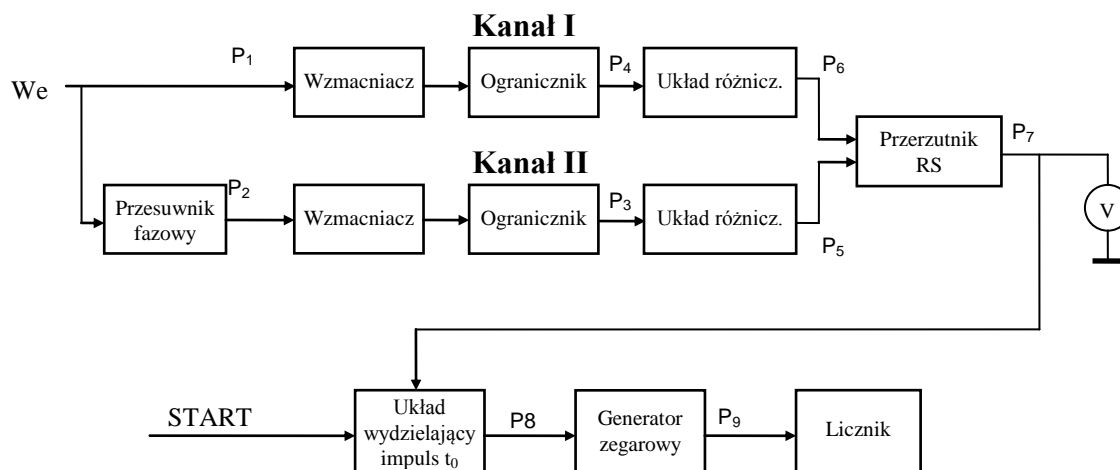 Kanał I
We
P₁
Wzmacniacz
Ogranicznik
P₄
Układ różnicz.
P₆
Przerzutnik
RS
P₇
V
Kanał II
Przesuwnik
fazowy
P₂
Wzmacniacz
Ogranicznik
P₃
Układ różnicz.
P₅
START
Układ
wydzielający
impuls t₀
P8
Generator
zegarowy
P₉
Licznik